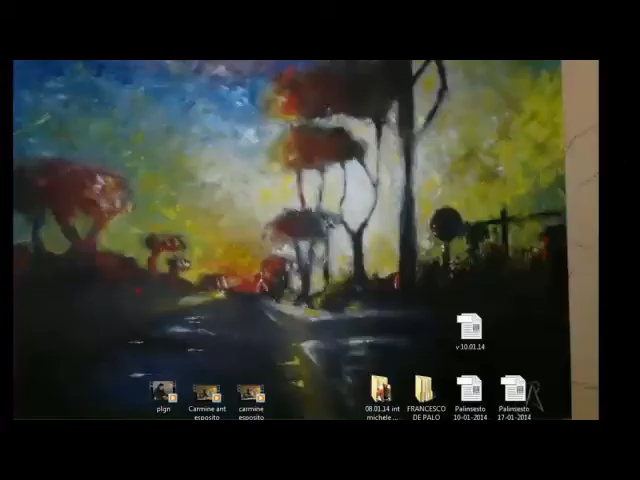 v 10.01.14
plgn
Carmine ant
esposito
carmine
esposito
08.01.14 int
michele ...
FRANCESCO
DE PALO
Palinsesto
10-01-2014
Palinsesto
17-01-2014